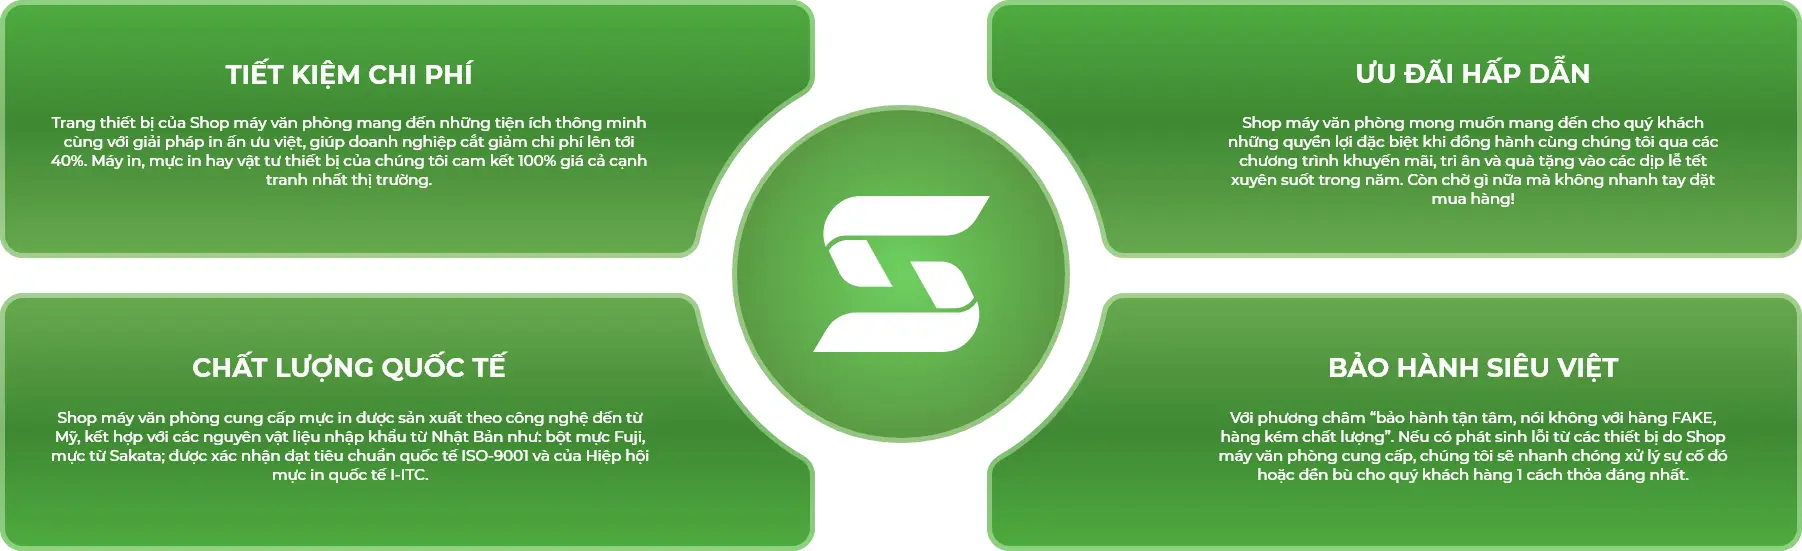 TIẾT KIỆM CHI PHÍ
Trang thiết bị của Shop máy văn phòng mang đến những tiện ích thông minh
cùng với giải pháp in ấn ưu việt, giúp doanh nghiệp cắt giảm chi phí lên tới
40%. Máy in, mực in hay vật tư thiết bị của chúng tôi cam kết 100% giá cả cạnh
tranh nhất thị trường.
ƯU ĐÃI HẤP DẪN
Shop máy văn phòng mong muốn mang đến cho quý khách
những quyền lợi đặc biệt khi đồng hành cùng chúng tôi qua các
chương trình khuyến mãi, tri ân và quà tặng vào các dịp lễ tết
xuyên suốt trong năm. Còn chờ gì nữa mà không nhanh tay đặt
mua hàng!
CHẤT LƯỢNG QUỐC TẾ
Shop máy văn phòng cung cấp mực in được sản xuất theo công nghệ đến từ
Mỹ, kết hợp với các nguyên vật liệu nhập khẩu từ Nhật Bản như: bột mực Fuji,
mực từ Sakata; được xác nhận đạt tiêu chuẩn quốc tế ISO-9001 và của Hiệp hội
mực in quốc tế I-ITC.
BẢO HÀNH SIÊU VIỆT
Với phương châm “bảo hành tận tâm, nói không với hàng FAKE,
hàng kém chất lượng”. Nếu có phát sinh lỗi từ các thiết bị do Shop
máy văn phòng cung cấp, chúng tôi sẽ nhanh chóng xử lý sự cố đó
hoặc đền bù cho quý khách hàng 1 cách thỏa đáng nhất.